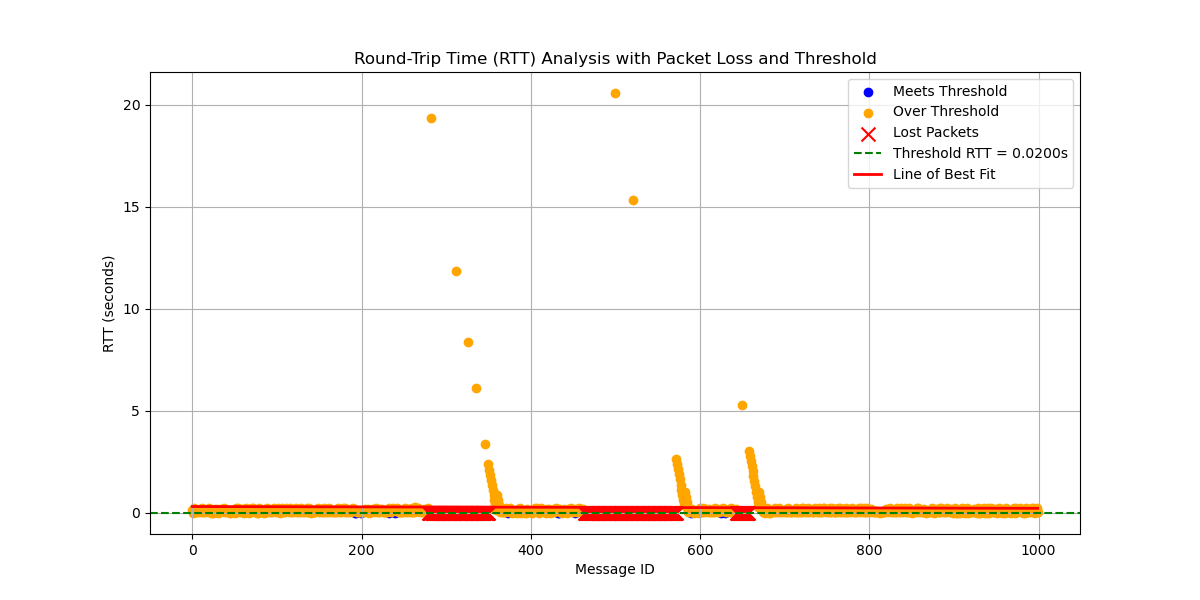 Round-Trip Time (RTT) Analysis with Packet Loss and Threshold
Meets Threshold
Over Threshold
Lost Packets
Threshold RTT = 0.0200s
Line of Best Fit
RTT (seconds)
20
15
10
5
0
0 200 400 600 800 1000
Message ID